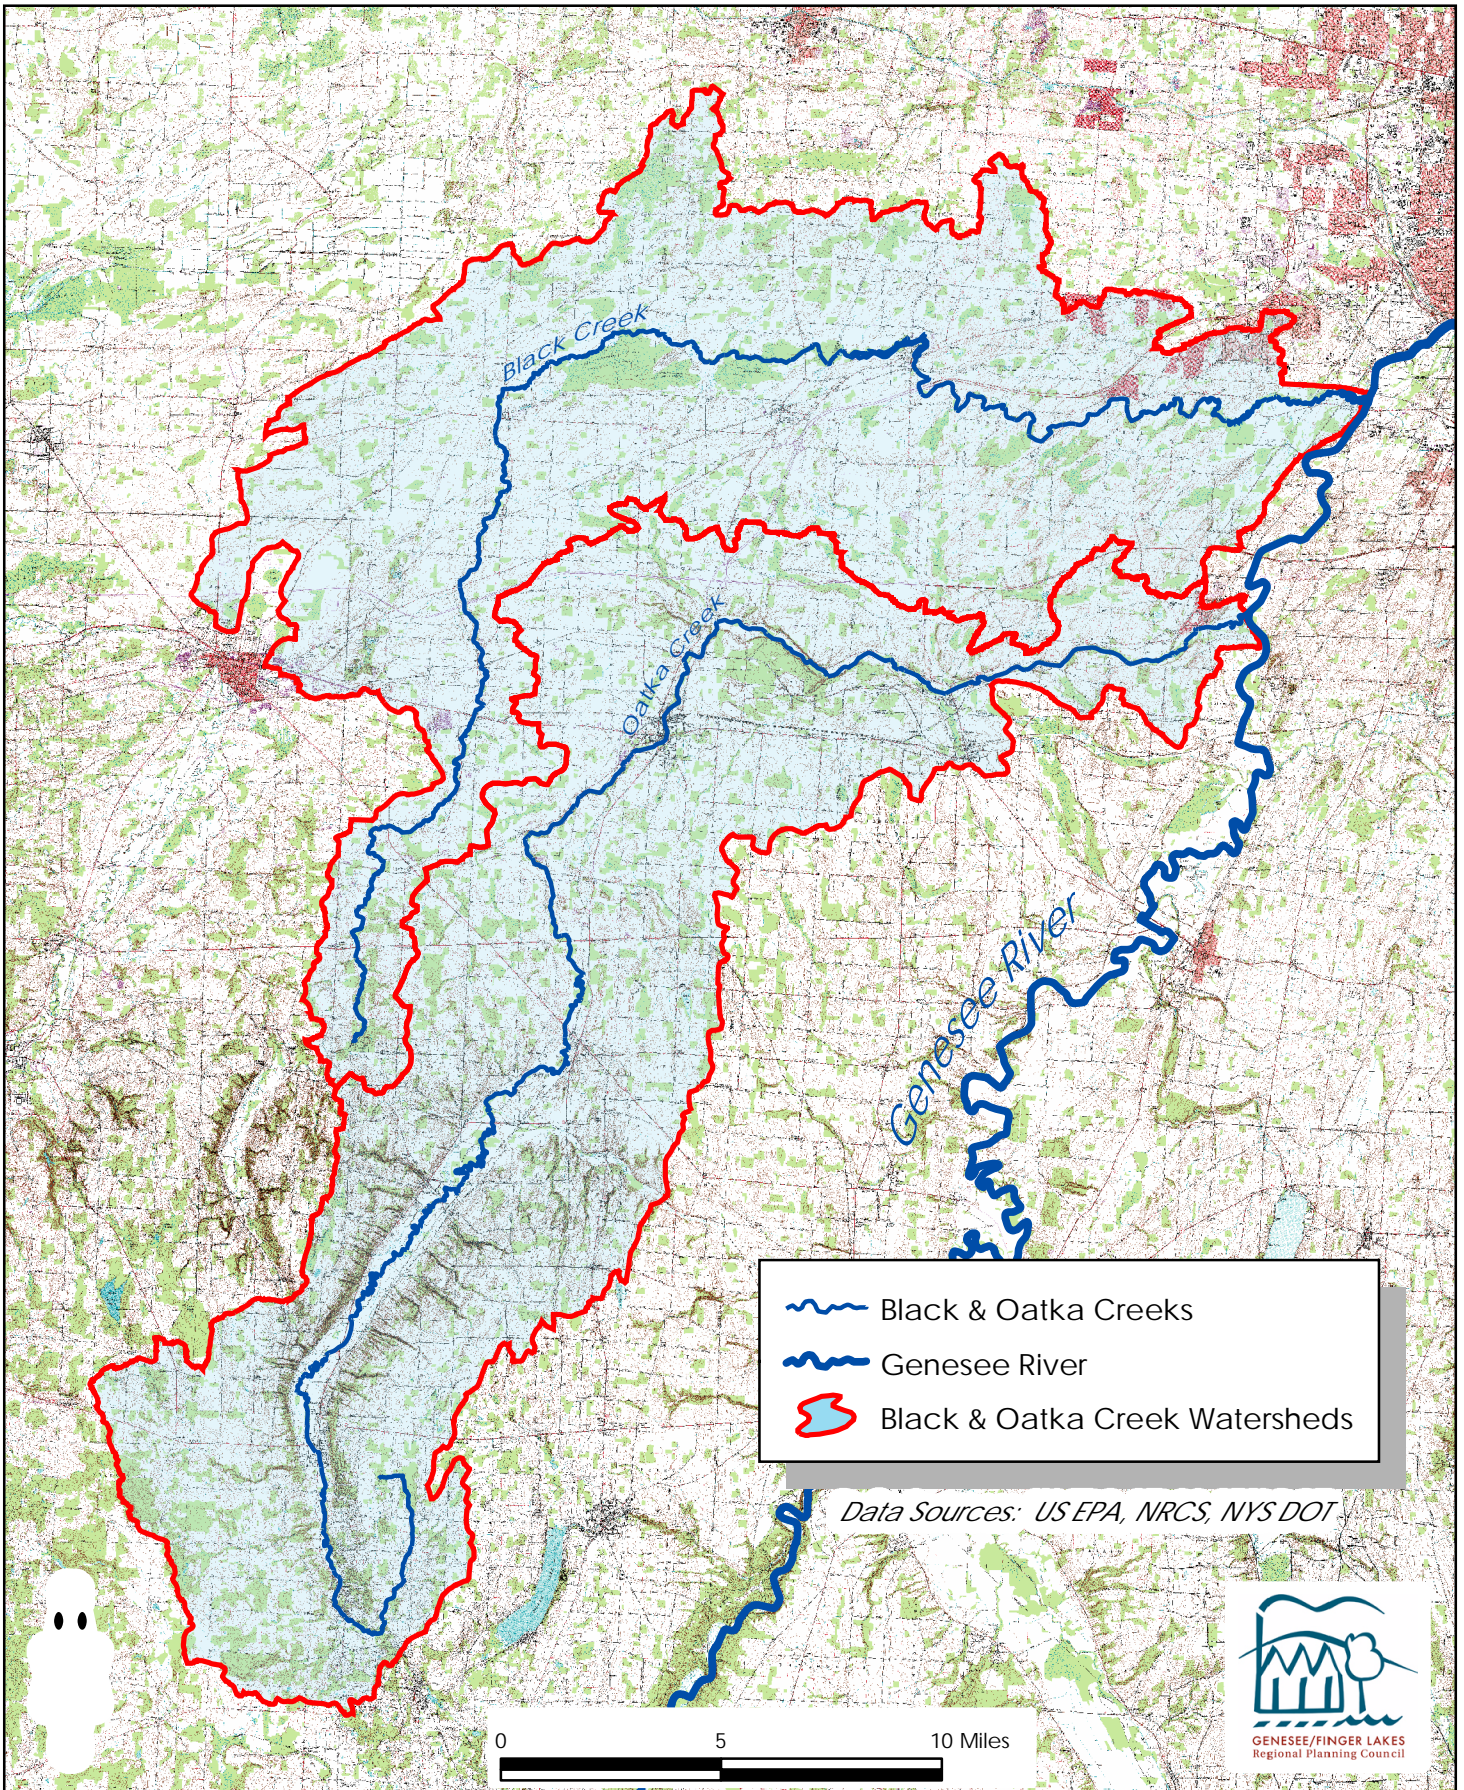 Black Creek
Oatka Creek
Genesee River
Black & Oatka Creeks
Genesee River
Black & Oatka Creek Watersheds
Data Sources: US EPA, NRCS, NYS DOT
0 5 10 Miles
GENESEE/FINGER LAKES
Regional Planning Council